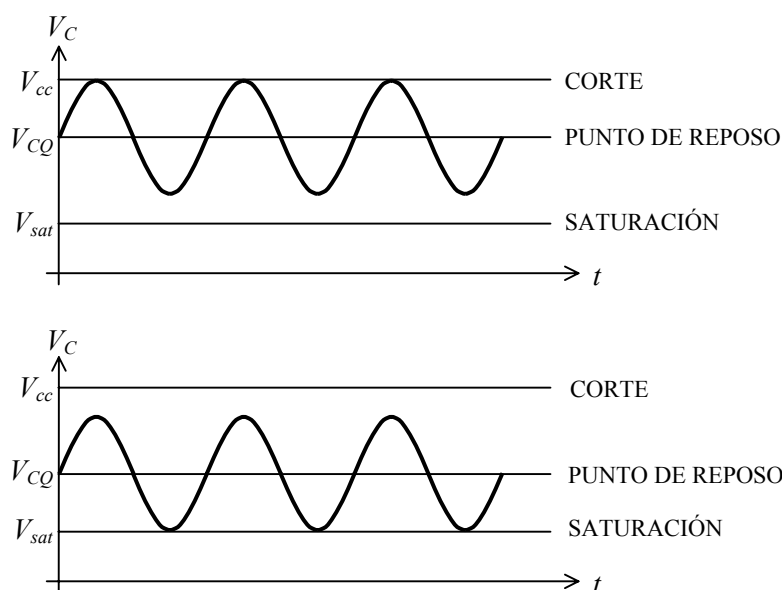 V_C
V_cc CORTE
V_CQ PUNTO DE REPOSO
V_sat SATURACIÓN
t
V_C
V_cc CORTE
V_CQ PUNTO DE REPOSO
V_sat SATURACIÓN
t